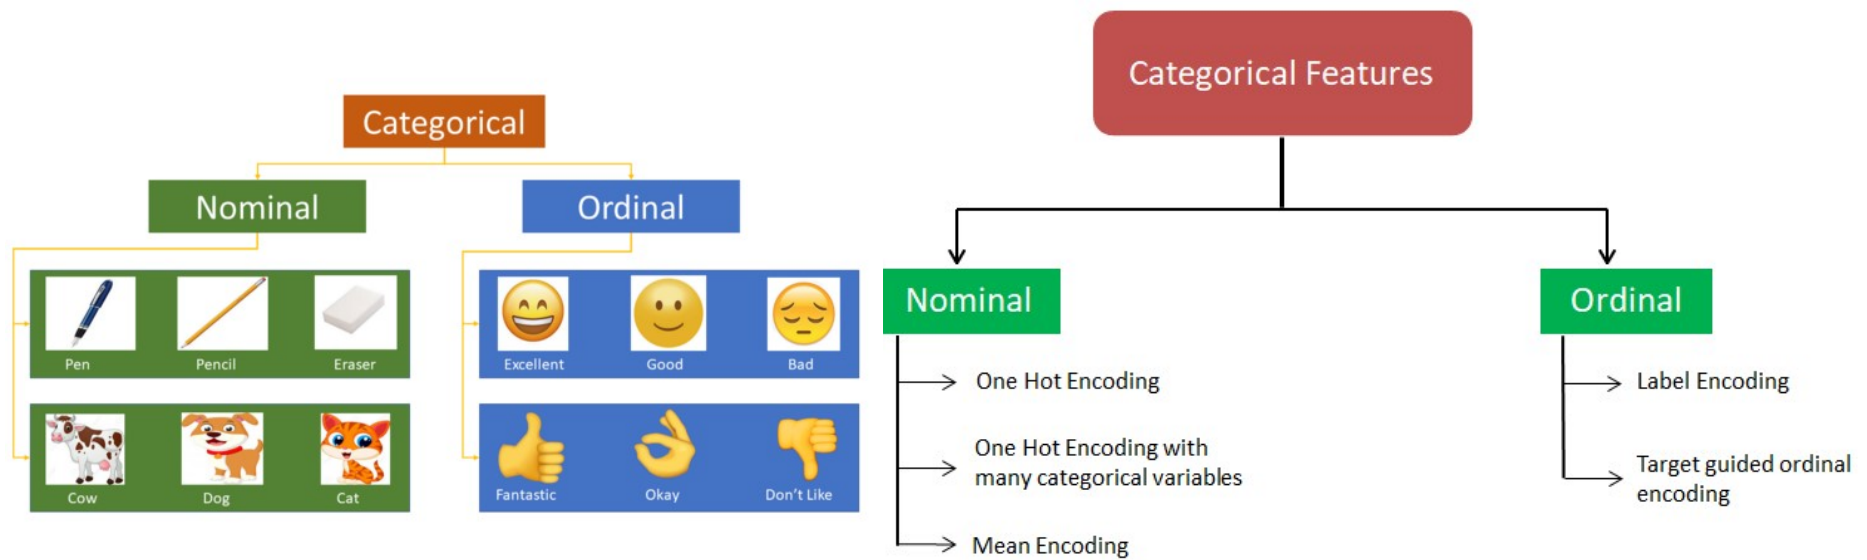 Categorical
Nominal
Ordinal
Pen
Pencil
Eraser
Excellent
Good
Bad
Cow
Dog
Cat
Fantastic
Okay
Don't Like
Categorical Features
Nominal
Ordinal
One Hot Encoding
One Hot Encoding with
many categorical variables
Mean Encoding
Label Encoding
Target guided ordinal
encoding